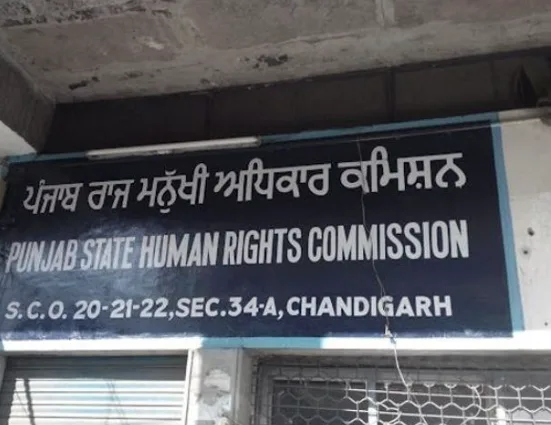 ਪੰਜਾਬ ਰਾਜ ਮਨੁੱਖੀ ਅਧਿਕਾਰ ਕਮਿਸ਼ਨ
PUNJAB STATE HUMAN RIGHTS COMMISSION
S.C.O. 20-21-22, SEC.34-A, CHANDIGARH